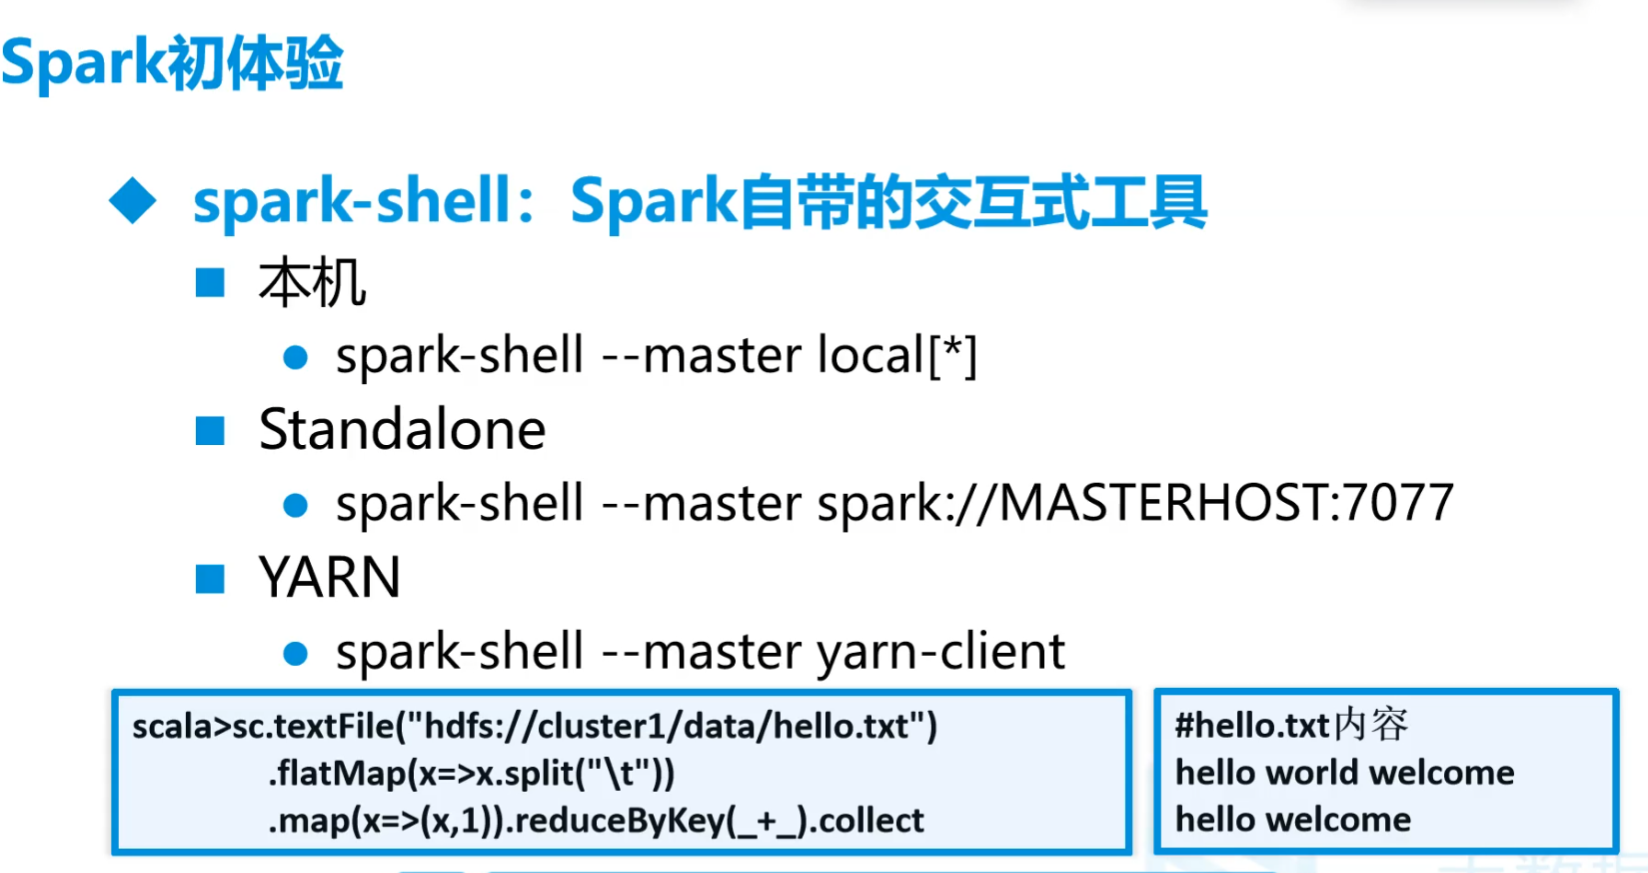 Spark初体验
spark-shell：Spark自带的交互式工具
本机
spark-shell --master local[*]
Standalone
spark-shell --master spark://MASTERHOST:7077
YARN
spark-shell --master yarn-client
scala>sc.textFile("hdfs://cluster1/data/hello.txt")
.flatMap(x=>x.split("\t"))
.map(x=>(x,1)).reduceByKey(_+_).collect
#hello.txt内容
hello world welcome
hello welcome